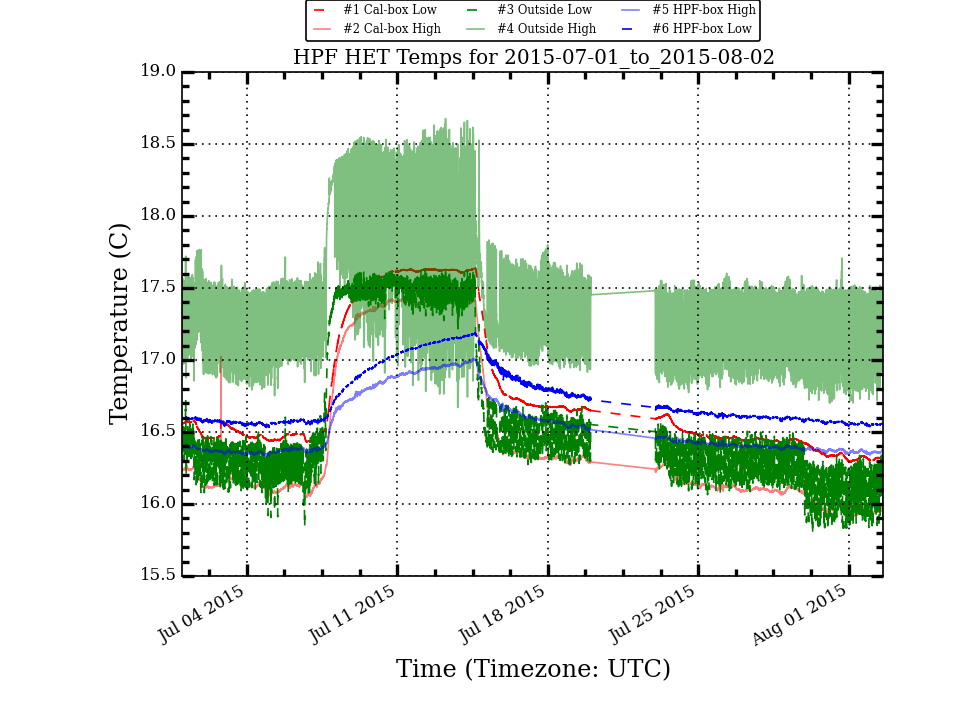 #1 Cal-box Low #3 Outside Low #5 HPF-box High
#2 Cal-box High #4 Outside High #6 HPF-box Low
HPF HET Temps for 2015-07-01_to_2015-08-02
19.0
18.5
18.0
17.5
17.0
16.5
16.0
15.5
Temperature (C)
Jul 04 2015 Jul 11 2015 Jul 18 2015 Jul 25 2015 Aug 01 2015
Time (Timezone: UTC)